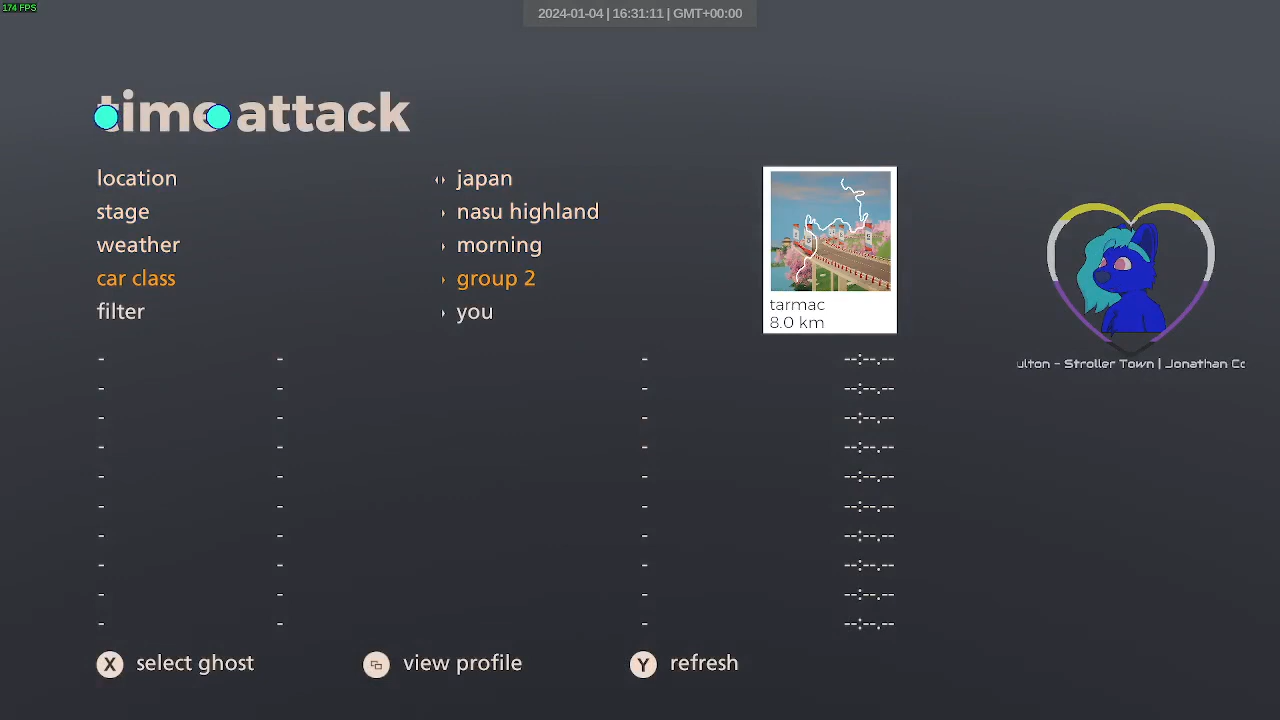 174 FPS
2024-01-04 | 16:31:11 | GMT+00:00
time attack
location japan
stage nasu highland
weather morning
car class group 2
filter you
tarmac
8.0 km
ulton - Stroller Town | Jonathan Co
- - - --:--.--
- - - --:--.--
- - - --:--.--
- - - --:--.--
- - - --:--.--
- - - --:--.--
- - - --:--.--
- - - --:--.--
- - - --:--.--
- - - --:--.--
X select ghost view profile Y refresh